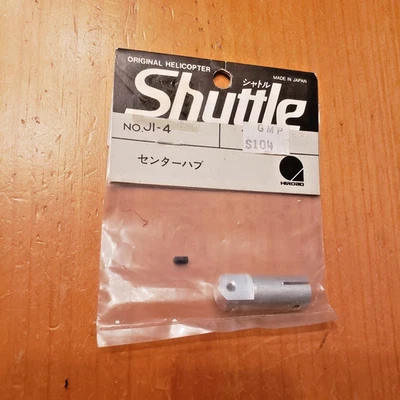 ORIGINAL HELICOPTER
MADE IN JAPAN
シャトル
Shuttle
NO.JI-4
GMP
S104
センターハブ
HIROBO